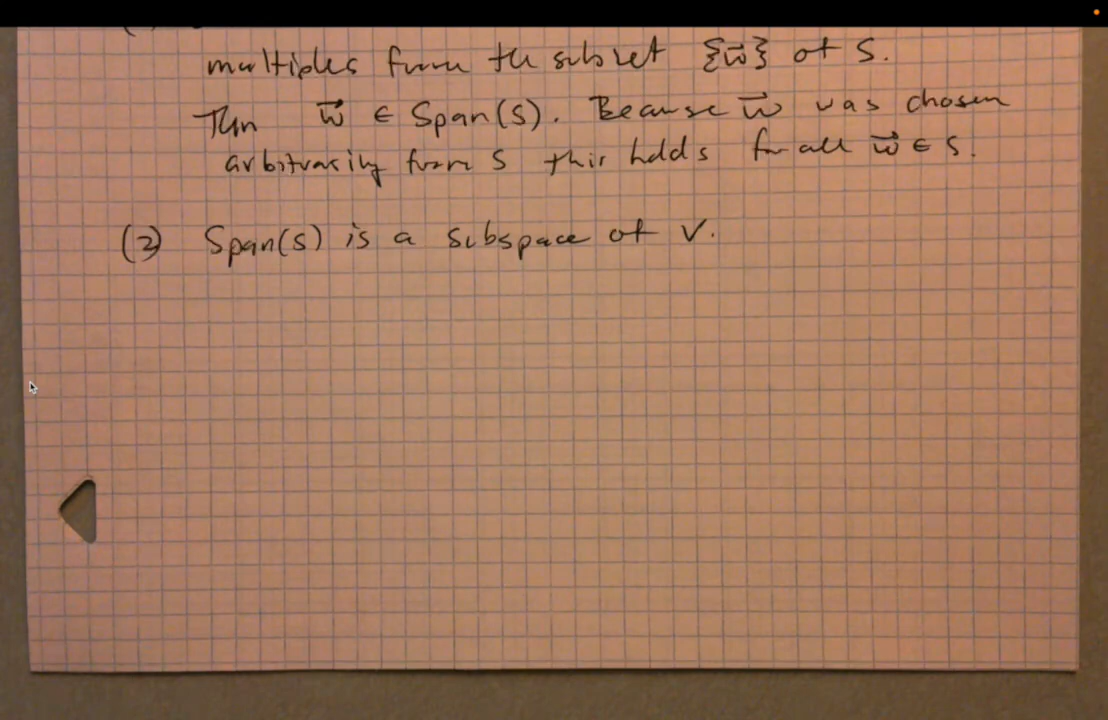 multiples from the subset {w⃗} of S.
Then w⃗ ∈ Span(S). Because w⃗ was chosen
arbitrarily from S this holds for all w⃗ ∈ S.
(2) Span(S) is a subspace of V.